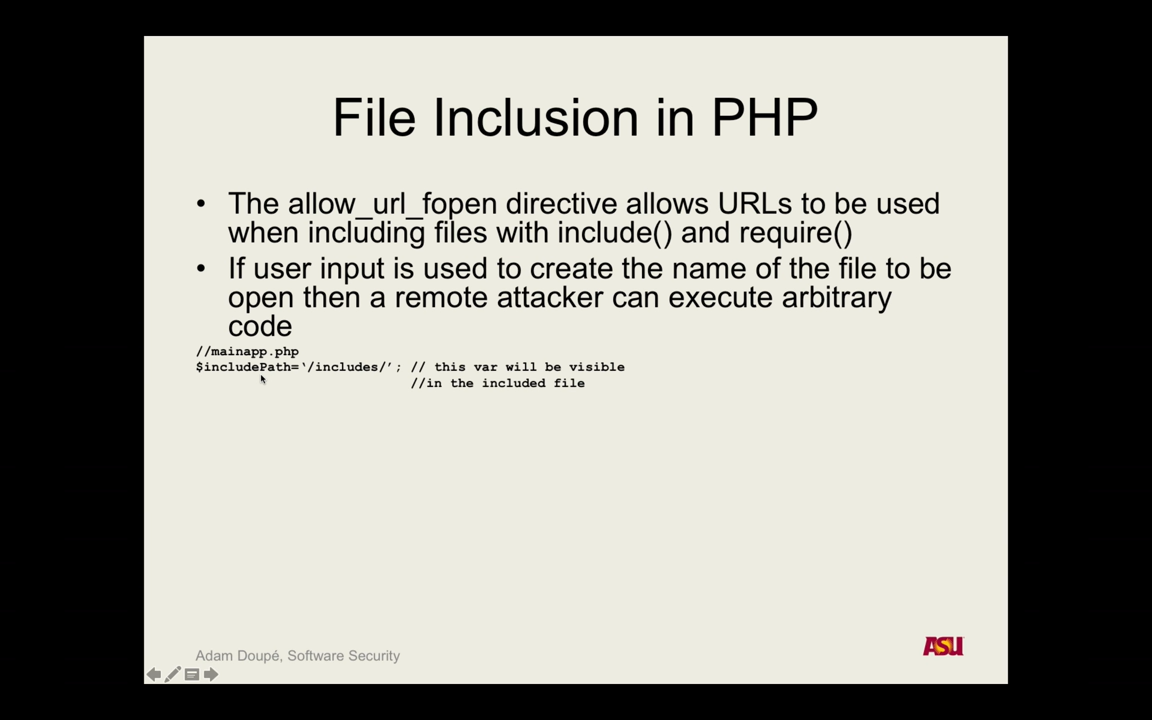 File Inclusion in PHP
• The allow_url_fopen directive allows URLs to be used
when including files with include() and require()
• If user input is used to create the name of the file to be
open then a remote attacker can execute arbitrary
code
//mainapp.php
$includePath=‘/includes/’; // this var will be visible
//in the included file
Adam Doupé, Software Security
ASU